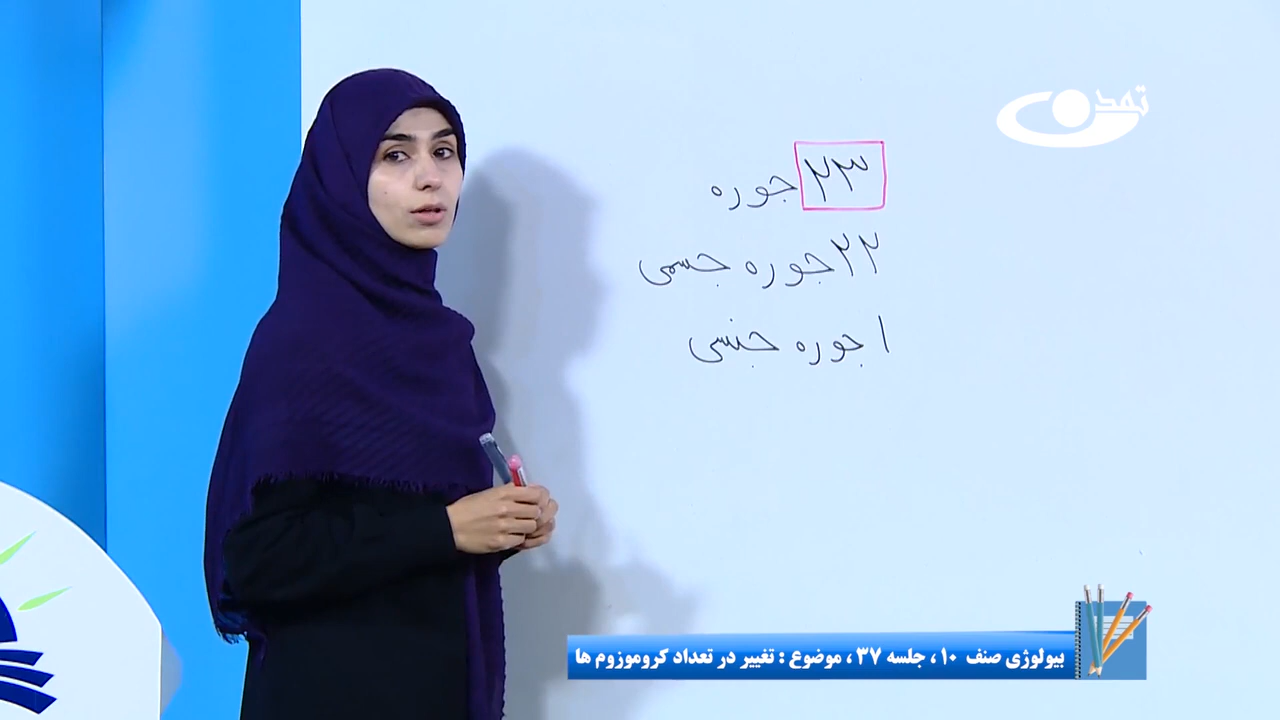 تمدن
۲۳ جوره
۲۲ جوره جسمی
۱ جوره جنسی
بیولوژی صنف ۱۰ ، جلسه ۳۷ ، موضوع : تغییر در تعداد کروموزوم ها